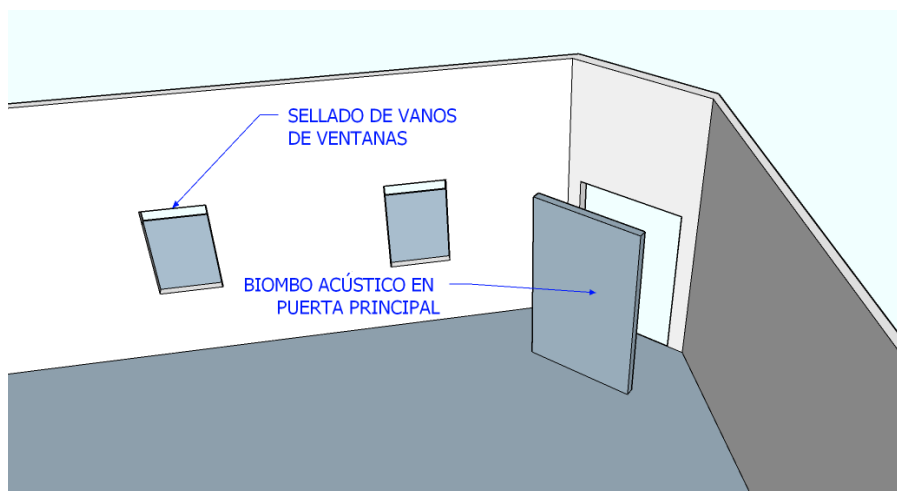 SELLADO DE VANOS
DE VENTANAS
BIOMBO ACÚSTICO EN
PUERTA PRINCIPAL